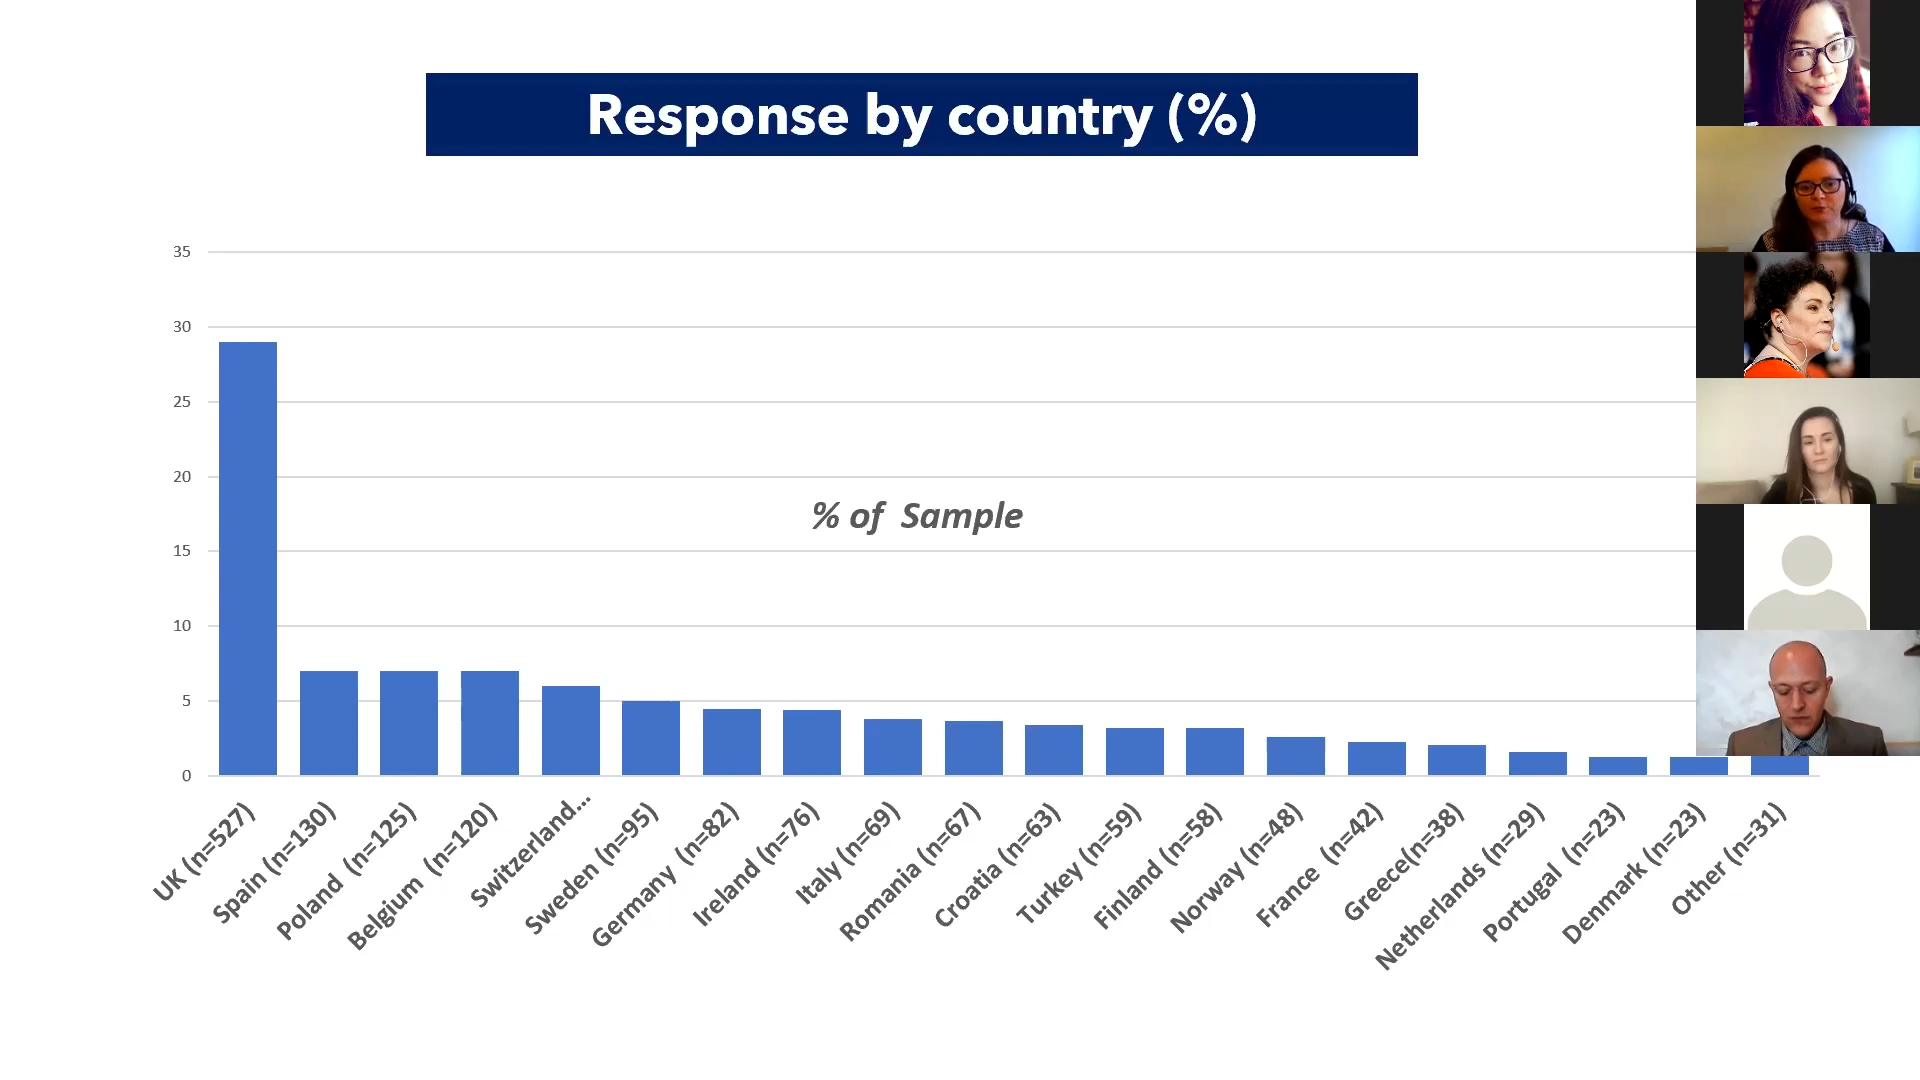 Response by country (%)
35
30
25
20
% of  Sample
15
10
5
0
UK (n=527)
Spain (n=130)
Poland  (n=125)
Belgium  (n=120)
Switzerland...
Sweden (n=95)
Germany  (n=82)
Ireland (n=76)
Italy (n=69)
Romania (n=67)
Croatia (n=63)
Turkey (n=59)
Finland (n=58)
Norway (n=48)
France  (n=42)
Greece(n=38)
Netherlands (n=29)
Portugal  (n=23)
Denmark (n=23)
Other (n=31)